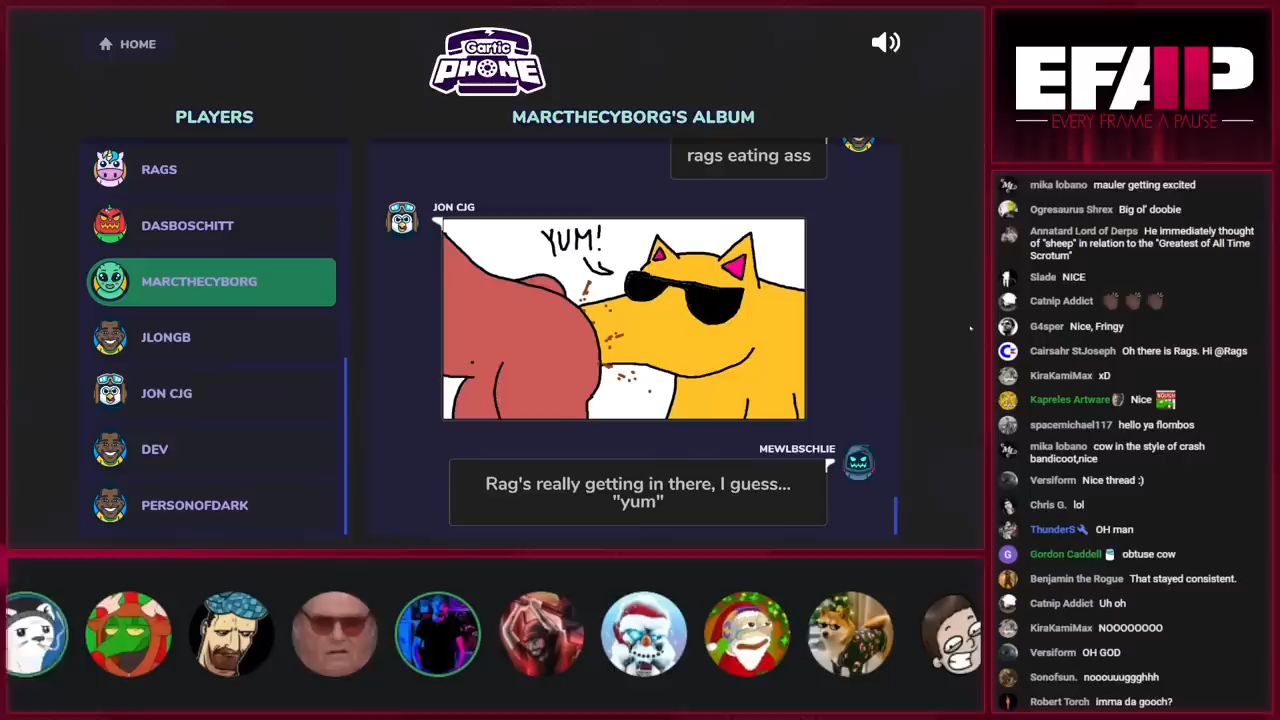 HOME
Gartic
PHONE
PLAYERS
RAGS
DASBOSCHITT
MARCTHECYBORG
JLONGB
JON CJG
DEV
PERSONOFDARK
MARCTHECYBORG'S ALBUM
rags eating ass
JON CJG
YUM!
MEWLBSCHLIE
Rag's really getting in there, I guess...
"yum"
EFAP
EVERY FRAME A PAUSE
mika lobano mauler getting excited
Ogresaurus Shrex Big ol' doobie
Annatard Lord of Derps He immediately thought
of "sheep" in relation to the "Greatest of All Time
Scrotum"
Slade NICE
Catnip Addict
G4sper Nice, Fringy
Cairsahr StJoseph Oh there is Rags. Hi @Rags
KiraKamiMax xD
Kapreles Artware Nice
spacemichael117 hello ya flombos
mika lobano cow in the style of crash
bandicoot,nice
Versiform Nice thread :)
Chris G. lol
ThunderS OH man
G
Gordon Caddell obtuse cow
Benjamin the Rogue That stayed consistent.
Catnip Addict Uh oh
KiraKamiMax NOOOOOOO
Versiform OH GOD
Sonofsun. nooouuuggghhh
Robert Torch imma da gooch?